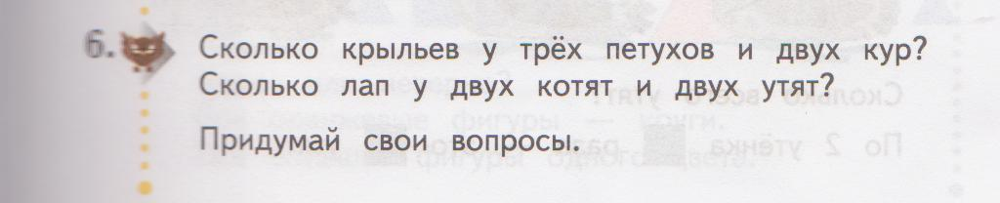 6. Сколько крыльев у трёх петухов и двух кур?
Сколько лап у двух котят и двух утят?
Придумай свои вопросы.